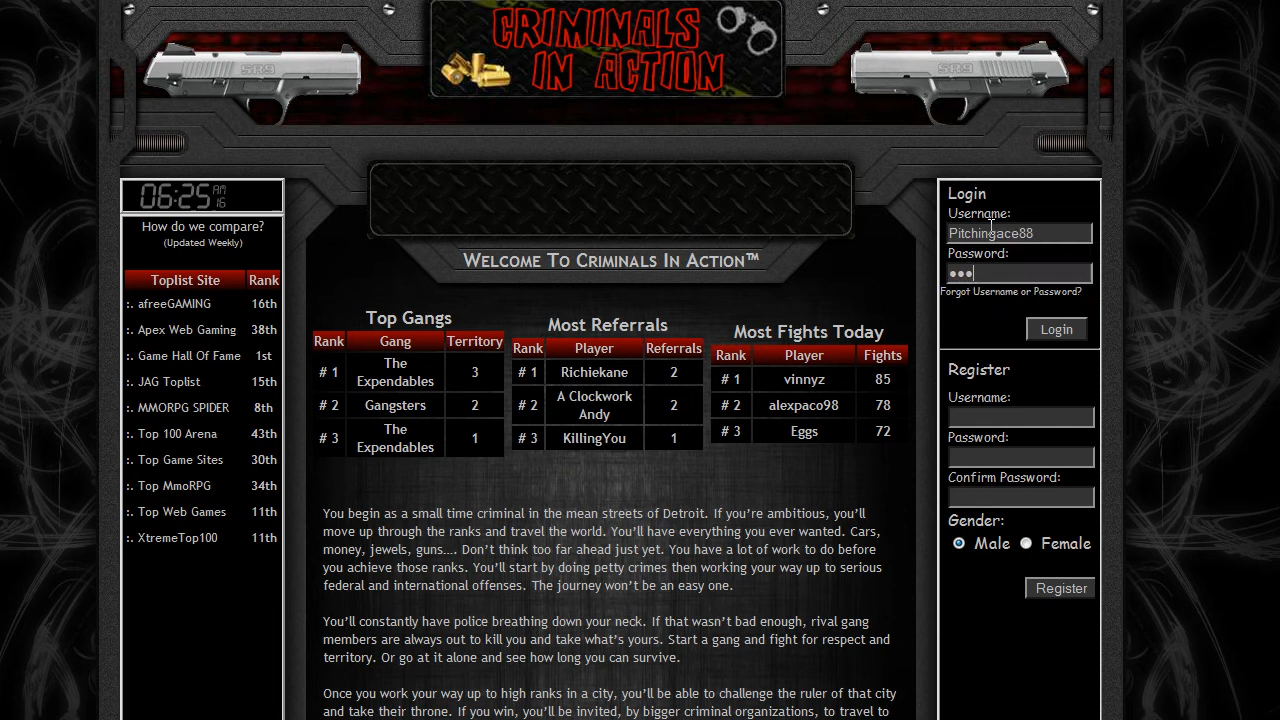 CRIMINALS
IN ACTION
SR9
SR9
06:25 AM
16
How do we compare?
(Updated Weekly)
Toplist Site Rank
:. afreeGAMING 16th
:. Apex Web Gaming 38th
:. Game Hall Of Fame 1st
:. JAG Toplist 15th
:. MMORPG SPIDER 8th
:. Top 100 Arena 43th
:. Top Game Sites 30th
:. Top MmoRPG 34th
:. Top Web Games 11th
:. XtremeTop100 11th
Welcome To Criminals In Action™
Top Gangs
Rank Gang Territory
# 1 The Expendables 3
# 2 Gangsters 2
# 3 The Expendables 1
Most Referrals
Rank Player Referrals
# 1 Richiekane 2
# 2 A Clockwork Andy 2
# 3 KillingYou 1
Most Fights Today
Rank Player Fights
# 1 vinnyz 85
# 2 alexpaco98 78
# 3 Eggs 72
You begin as a small time criminal in the mean streets of Detroit. If you're ambitious, you'll
move up through the ranks and travel the world. You'll have everything you ever wanted. Cars,
money, jewels, guns.... Don't think too far ahead just yet. You have a lot of work to do before
you achieve those ranks. You'll start by doing petty crimes then working your way up to serious
federal and international offenses. The journey won't be an easy one.
You'll constantly have police breathing down your neck. If that wasn't bad enough, rival gang
members are always out to kill you and take what's yours. Start a gang and fight for respect and
territory. Or go at it alone and see how long you can survive.
Once you work your way up to high ranks in a city, you'll be able to challenge the ruler of that city
and take their throne. If you win, you'll be invited, by bigger criminal organizations, to travel to
Login
Username:
Pitchingace88
Password:
●●●
Forgot Username or Password?
Login
Register
Username:
Password:
Confirm Password:
Gender:
Male Female
Register